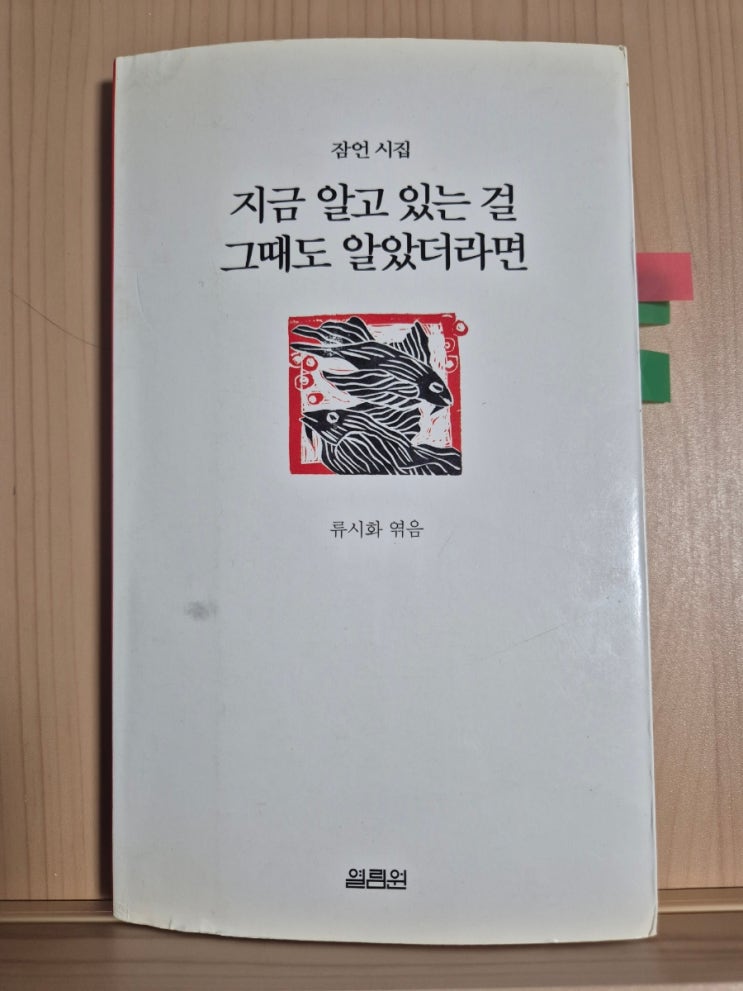 잠언 시집
지금 알고 있는 걸
그때도 알았더라면
류시화 엮음
열림원